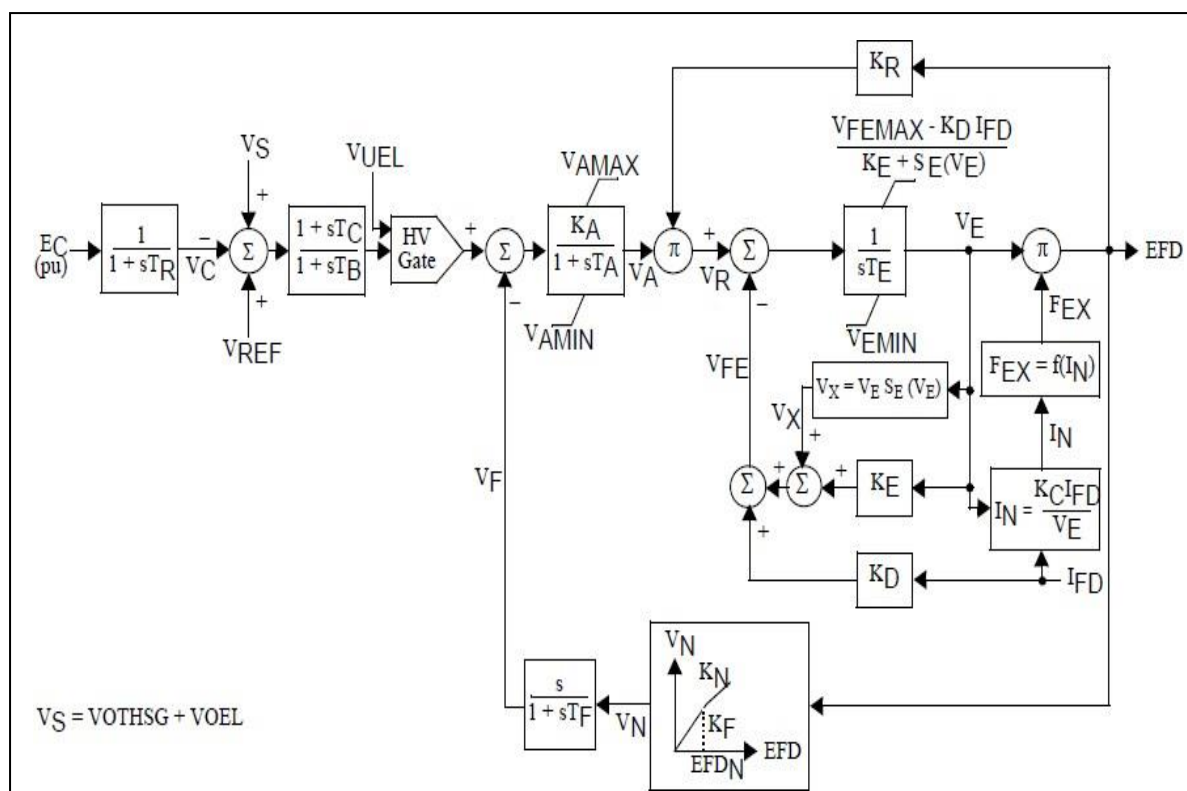 KR
VFEMAX - KD IFD
KE + SE(VE)
VS
VUEL
VAMAX
EC
(pu)
1
1 + sTR
–
VC
+
Σ
+
VREF
1 + sTC
1 + sTB
HV
Gate
+
Σ
–
KA
1 + sTA
VAMIN
VA
π
+
VR
Σ
–
1
sTE
VEMIN
VE
π
EFD
FEX
FEX = f(IN)
VFE
VX = VE SE (VE)
VX
+
IN
VF
Σ
+
Σ
+
KE
IN = KCIFD
VE
+
KD
IFD
VN
KN
KF
EFDN
EFD
s
1 + sTF
VN
VS = VOTHSG + VOEL